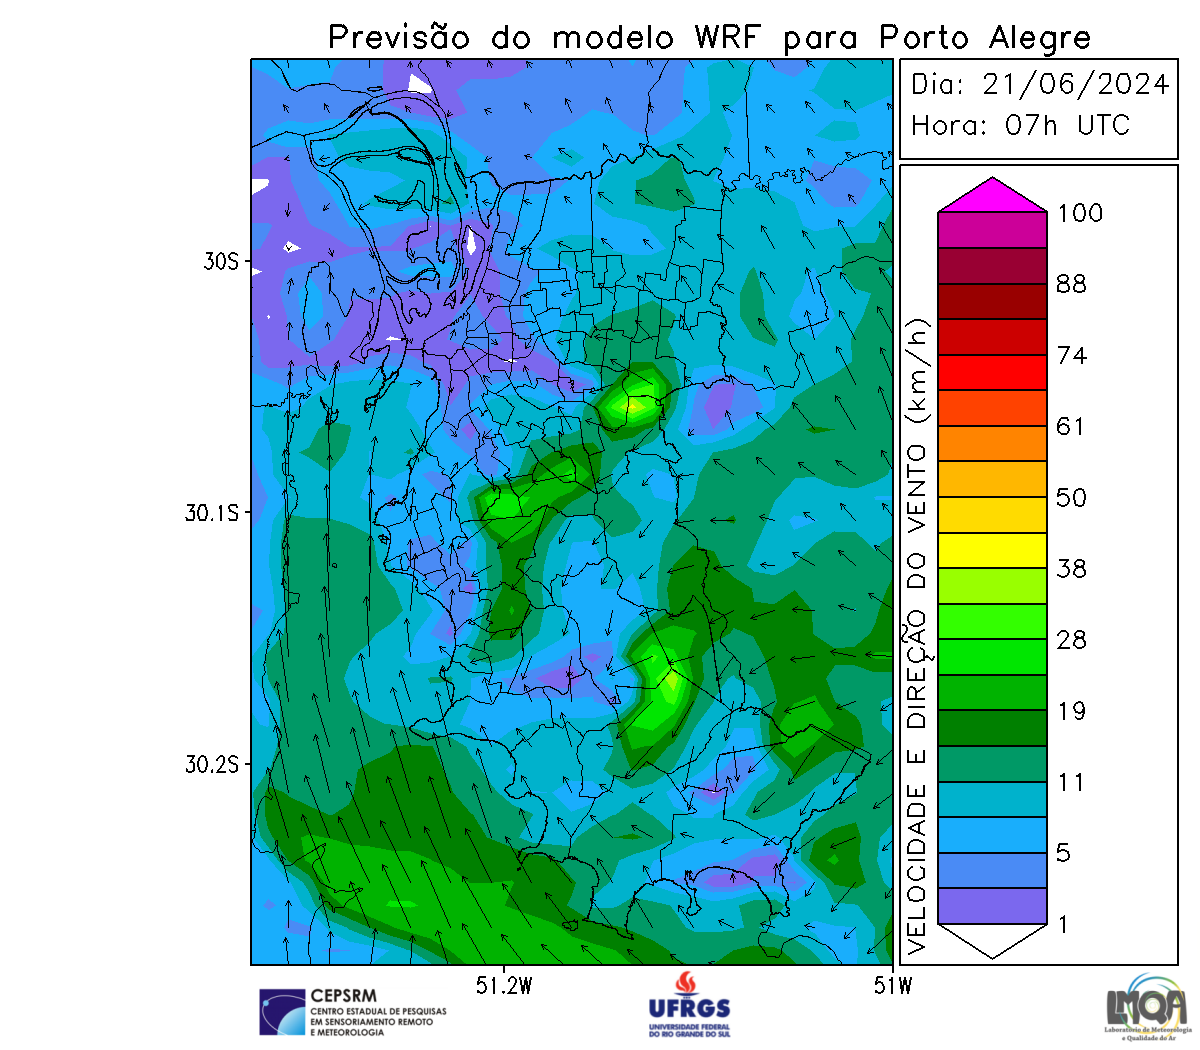 Previsão do modelo WRF para Porto Alegre
Dia: 21/06/2024
Hora: 07h UTC
30S
30.1S
30.2S
51.2W
51W
VELOCIDADE E DIREÇÃO DO VENTO (km/h)
100
88
74
61
50
38
28
19
11
5
1
CEPSRM
CENTRO ESTADUAL DE PESQUISAS
EM SENSORIAMENTO REMOTO
E METEOROLOGIA
UFRGS
UNIVERSIDADE FEDERAL
DO RIO GRANDE DO SUL
LMQA
Laboratório de Meteorologia
e Qualidade do Ar